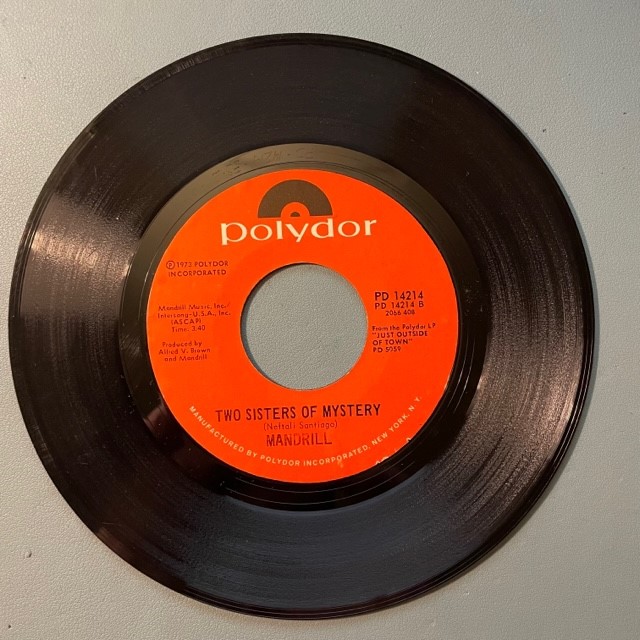 polydor
℗ 1973 POLYDOR
INCORPORATED
Mandrill Music, Inc./
Intersong-U.S.A., Inc.
(ASCAP)
Time: 3:40
Produced by
Alfred V. Brown
and Mandrill
PD 14214
PD 14214 B
2066 408
From the Polydor LP
"JUST OUTSIDE
OF TOWN"
PD 5059
TWO SISTERS OF MYSTERY
(Neftali Santiago)
MANDRILL
MANUFACTURED BY POLYDOR INCORPORATED, NEW YORK, N.Y.